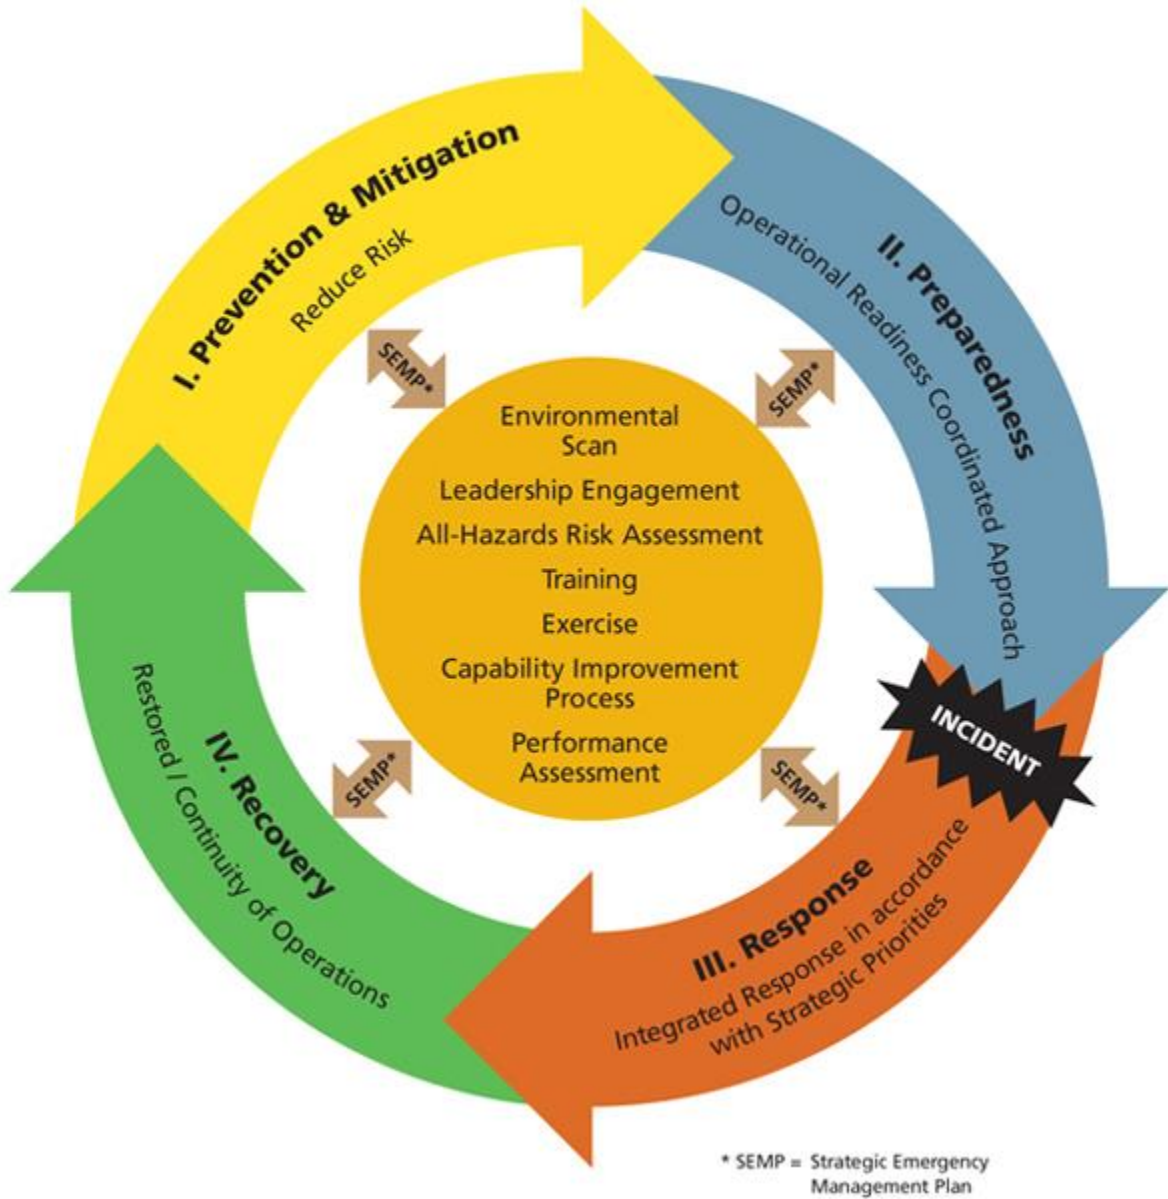 I. Prevention & Mitigation
Reduce Risk
II. Preparedness
Operational Readiness Coordinated Approach
INCIDENT
III. Response
Integrated Response in accordance
with Strategic Priorities
IV. Recovery
Restored / Continuity of Operations
SEMP*
SEMP*
SEMP*
SEMP*
Environmental
Scan
Leadership Engagement
All-Hazards Risk Assessment
Training
Exercise
Capability Improvement
Process
Performance
Assessment
* SEMP = Strategic Emergency
Management Plan